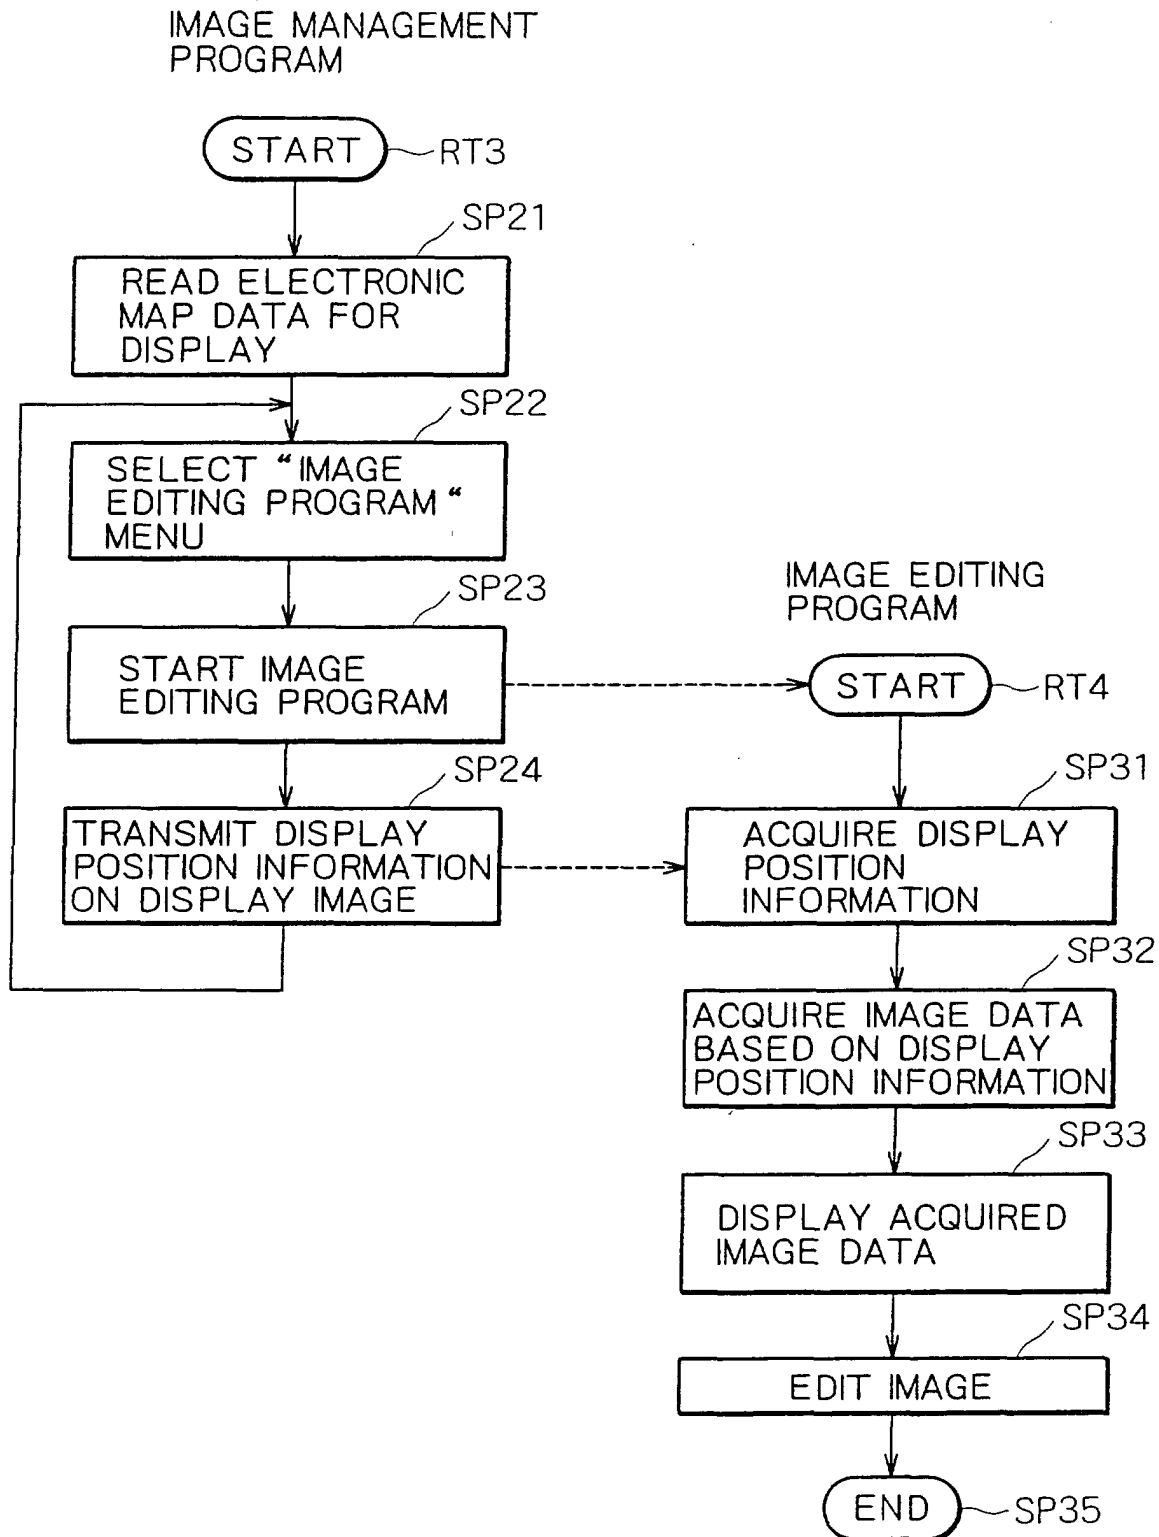 IMAGE MANAGEMENT
PROGRAM
START
RT3
SP21
READ ELECTRONIC
MAP DATA FOR
DISPLAY
SP22
SELECT “IMAGE
EDITING PROGRAM“
MENU
SP23
START IMAGE
EDITING PROGRAM
SP24
TRANSMIT DISPLAY
POSITION INFORMATION
ON DISPLAY IMAGE
IMAGE EDITING
PROGRAM
START
RT4
SP31
ACQUIRE DISPLAY
POSITION
INFORMATION
SP32
ACQUIRE IMAGE DATA
BASED ON DISPLAY
POSITION INFORMATION
SP33
DISPLAY ACQUIRED
IMAGE DATA
SP34
EDIT IMAGE
END
SP35